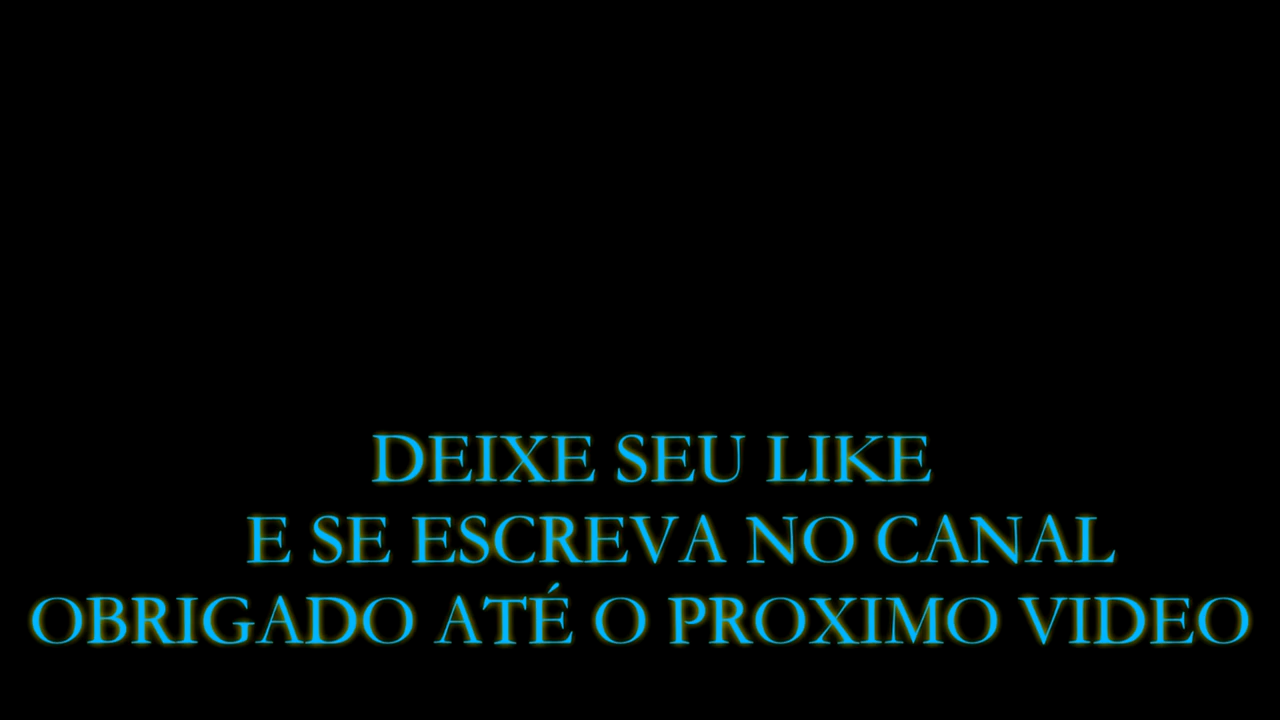 DEIXE SEU LIKE
E SE ESCREVA NO CANAL
OBRIGADO ATÉ O PROXIMO VIDEO